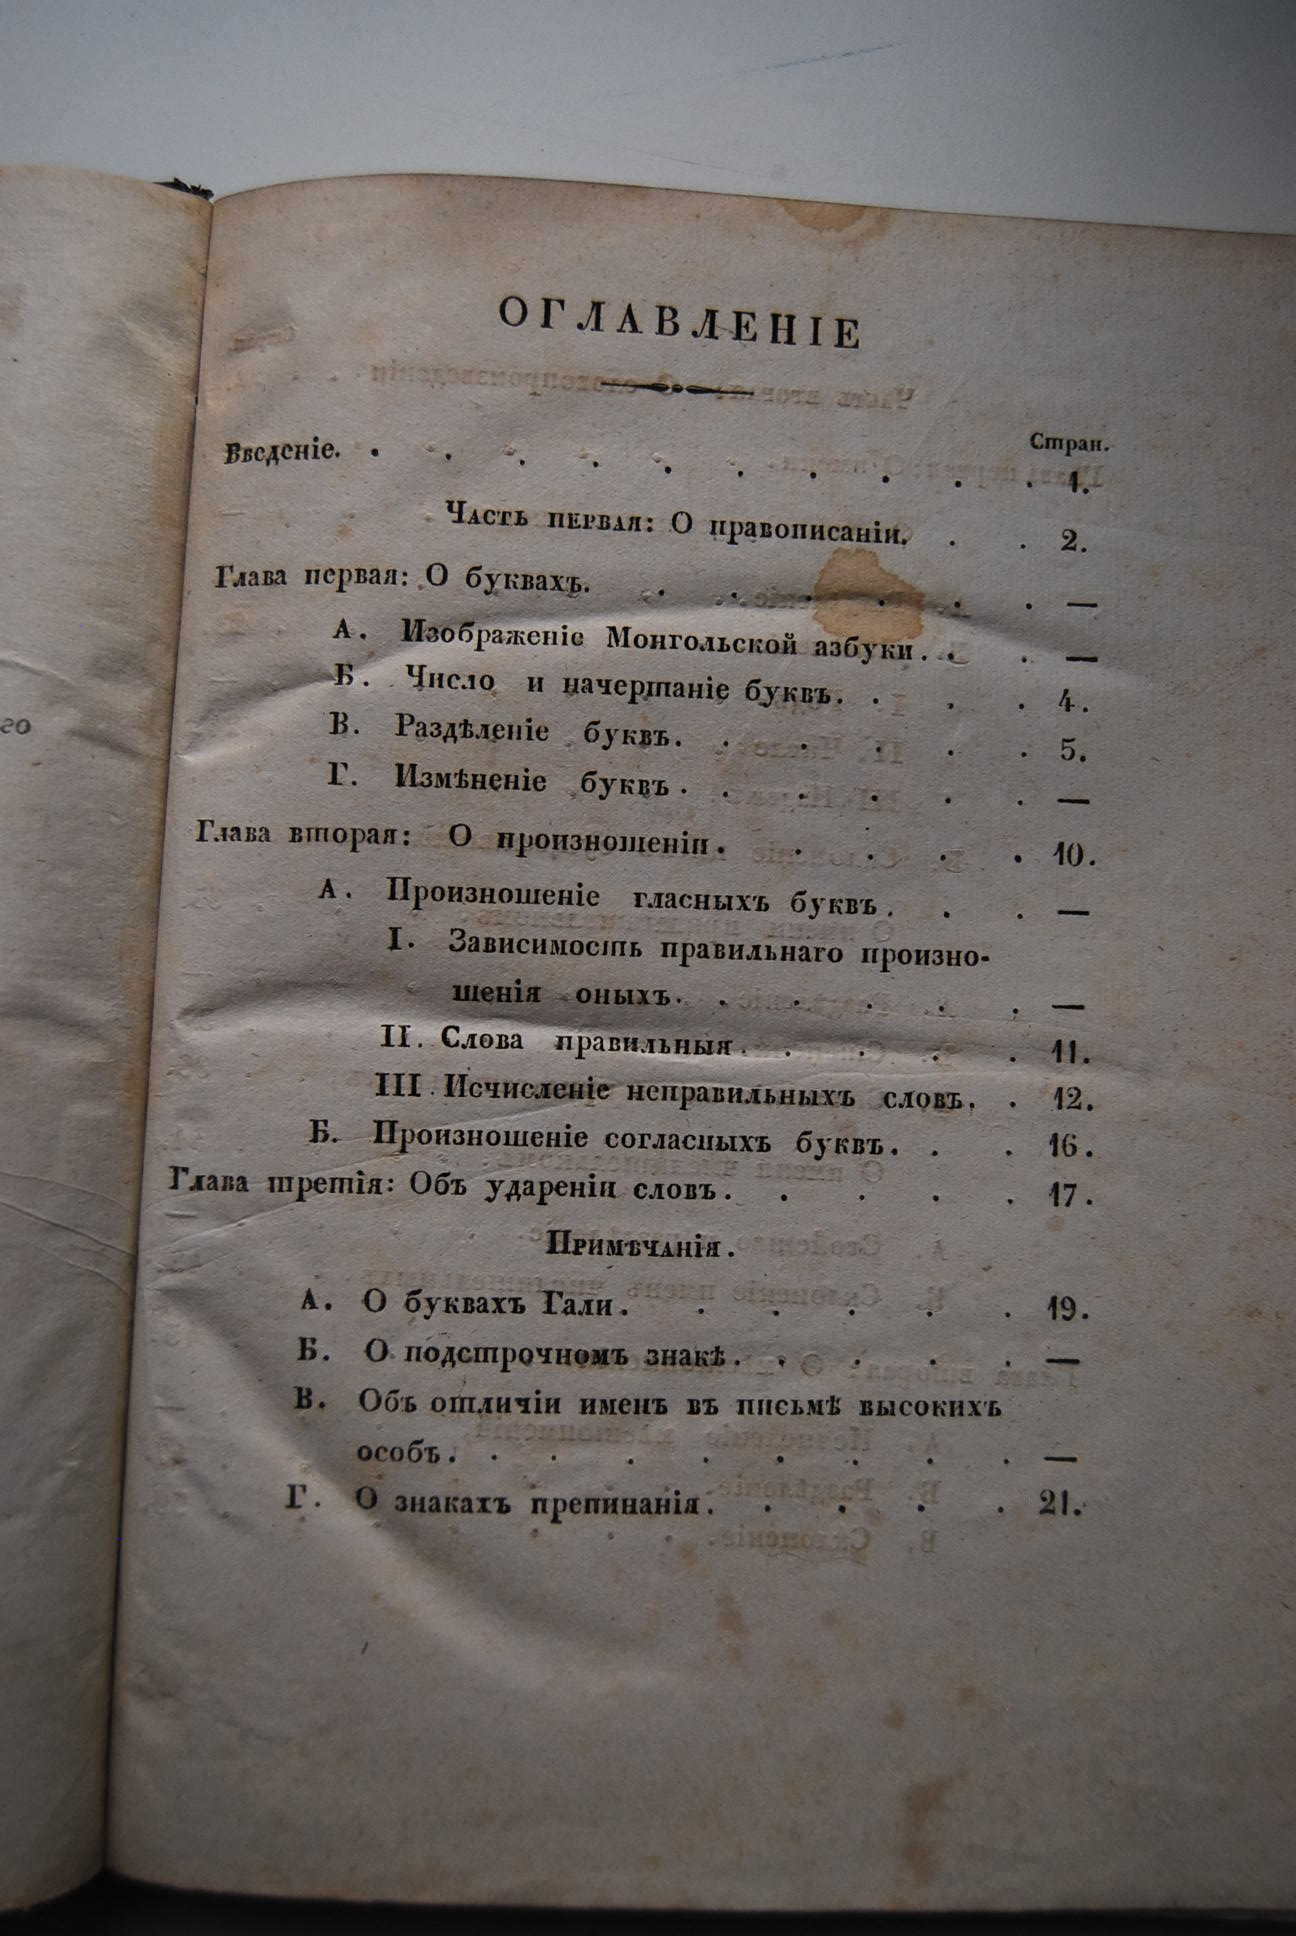 ОГЛАВЛЕНІЕ
Стран.
Введеніе. . . . . . . . . . . 1.
Часть первая: О правописаніи. . . 2.
Глава первая: О буквахъ. . . . . . . —
А. Изображеніе Монгольской азбуки. . . —
Б. Число и начертаніе буквъ. . . . 4.
В. Раздѣленіе буквъ. . . . . . 5.
Г. Измѣненіе буквъ. . . . . . —
Глава вторая: О произношеніи. . . . . 10.
А. Произношеніе гласныхъ буквъ. . . —
I. Зависимость правильнаго произно-
шенія оныхъ. . . . . . —
II. Слова правильныя. . . . . 11.
III. Исчисленіе неправильныхъ словъ. . 12.
Б. Произношеніе согласныхъ буквъ. . . 16.
Глава третія: Объ удареніи словъ. . . . . 17.
Примѣчанія.
А. О буквахъ Гали. . . . . . 19.
Б. О подстрочномъ знакѣ. . . . . —
В. Объ отличіи именъ въ письмѣ высокихъ
особъ. . . . . . . . . —
Г. О знакахъ препинанія. . . . . 21.